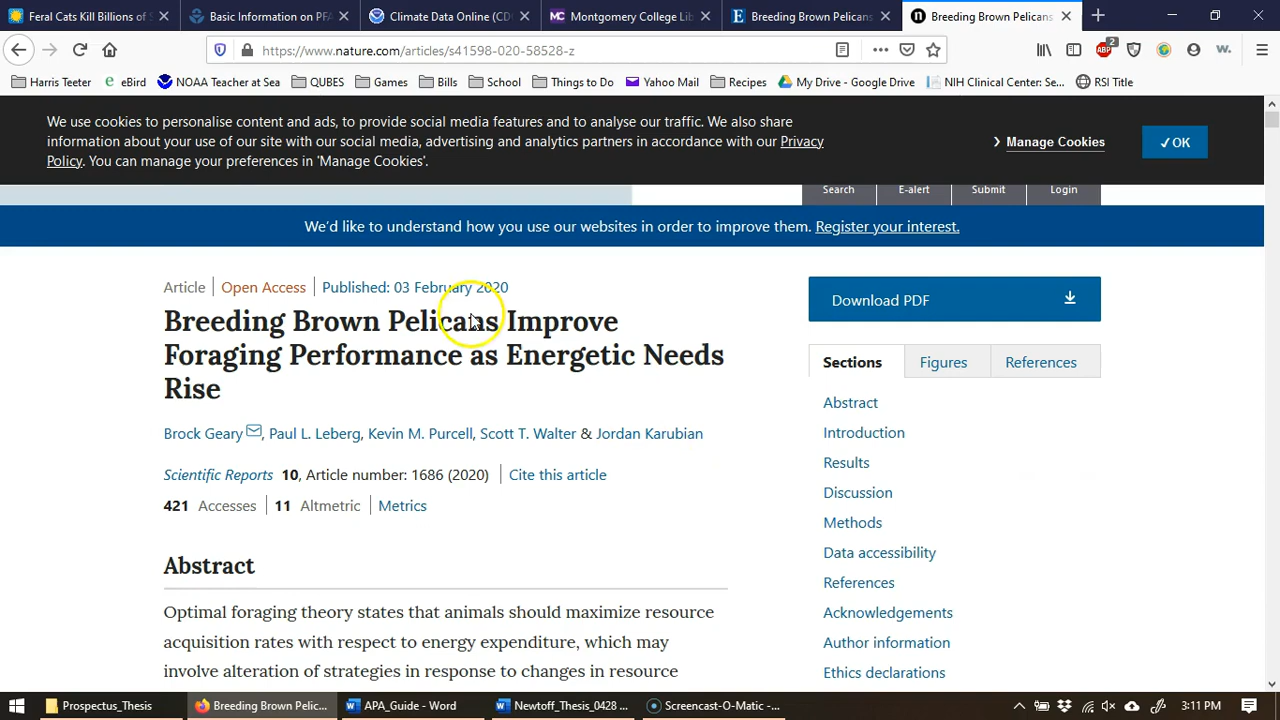 Feral Cats Kill Billions of S
Basic Information on PFA
Climate Data Online (CDO
Montgomery College Lib
Breeding Brown Pelicans
Breeding Brown Pelicans
https://www.nature.com/articles/s41598-020-58528-z
2
ABP
w.
Harris Teeter
eBird
NOAA Teacher at Sea
QUBES
Games
Bills
School
Things to Do
Yahoo Mail
Recipes
My Drive - Google Drive
NIH Clinical Center: Se...
RSI Title
We use cookies to personalise content and ads, to provide social media features and to analyse our traffic. We also share
information about your use of our site with our social media, advertising and analytics partners in accordance with our Privacy
Policy. You can manage your preferences in 'Manage Cookies'.
Manage Cookies
✓OK
Search
E-alert
Submit
Login
We'd like to understand how you use our websites in order to improve them. Register your interest.
Article | Open Access | Published: 03 February 2020
Breeding Brown Pelicans Improve
Foraging Performance as Energetic Needs
Rise
Brock Geary, Paul L. Leberg, Kevin M. Purcell, Scott T. Walter & Jordan Karubian
Scientific Reports 10, Article number: 1686 (2020) | Cite this article
421 Accesses | 11 Altmetric | Metrics
Abstract
Optimal foraging theory states that animals should maximize resource
acquisition rates with respect to energy expenditure, which may
involve alteration of strategies in response to changes in resource
Download PDF
Sections
Figures
References
Abstract
Introduction
Results
Discussion
Methods
Data accessibility
References
Acknowledgements
Author information
Ethics declarations
Prospectus_Thesis
Breeding Brown Pelic...
APA_Guide - Word
Newtoff_Thesis_0428 ...
Screencast-O-Matic -...
3:11 PM